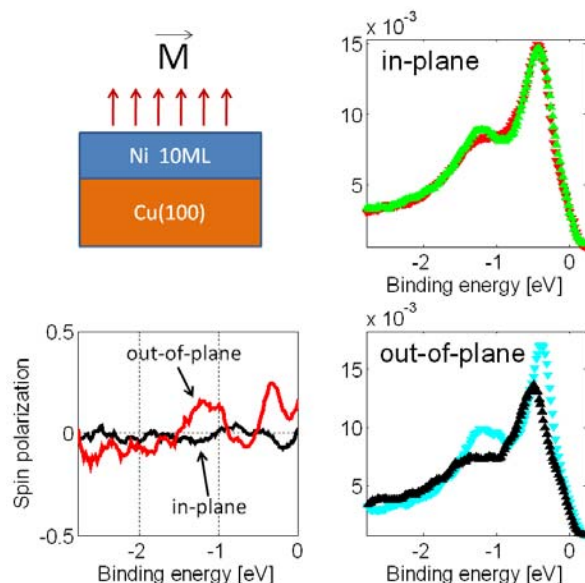 M
Ni 10ML
Cu(100)
x 10⁻³
15
10
5
in-plane
-2
-1
0
Binding energy [eV]
Spin polarization
0.5
0
-0.5
out-of-plane
in-plane
-2
-1
0
Binding energy [eV]
x 10⁻³
15
10
5
out-of-plane
-2
-1
0
Binding energy [eV]